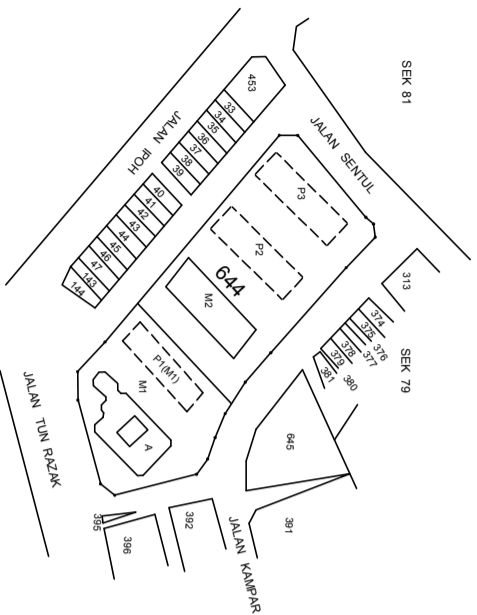 SEK 81
JALAN SENTUL
453
33
34
35
36
37
38
39
JALAN IPOH
40
41
42
43
44
45
46
47
143
144
P3
P2
644
M2
P1(M1)
M1
A
313
374
375
376
377
378
379
380
381
SEK 79
645
391
392
395
396
JALAN KAMPAR
JALAN TUN RAZAK